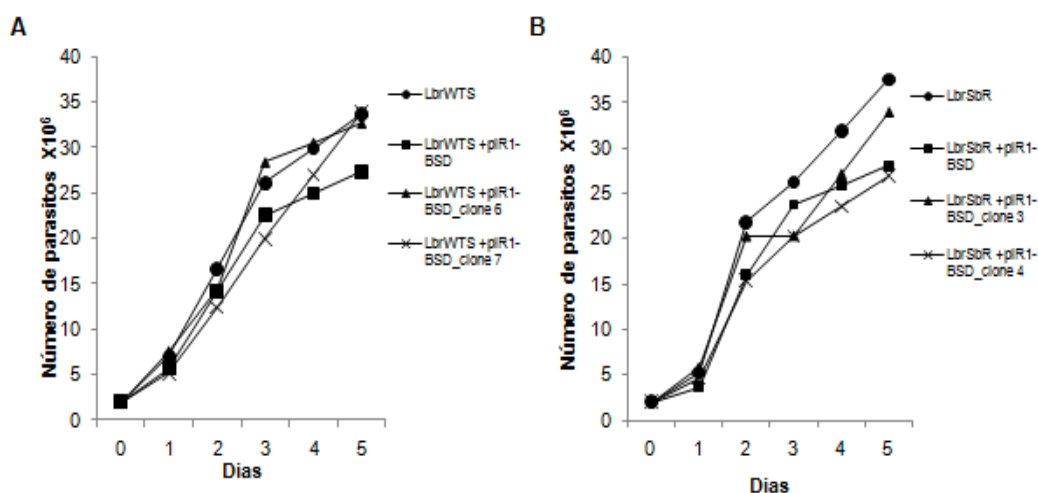 A
Número de parasitos X10⁶
40
35
30
25
20
15
10
5
0
0 1 2 3 4 5
Dias
LbrWTS
LbrWTS +pIR1-
BSD
LbrWTS +pIR1-
BSD_clone 6
LbrWTS +pIR1-
BSD_clone 7
B
Número de parasitos X10⁶
40
35
30
25
20
15
10
5
0
0 1 2 3 4 5
Dias
LbrSbR
LbrSbR +pIR1-
BSD
LbrSbR +pIR1-
BSD_clone 3
LbrSbR +pIR1-
BSD_clone 4